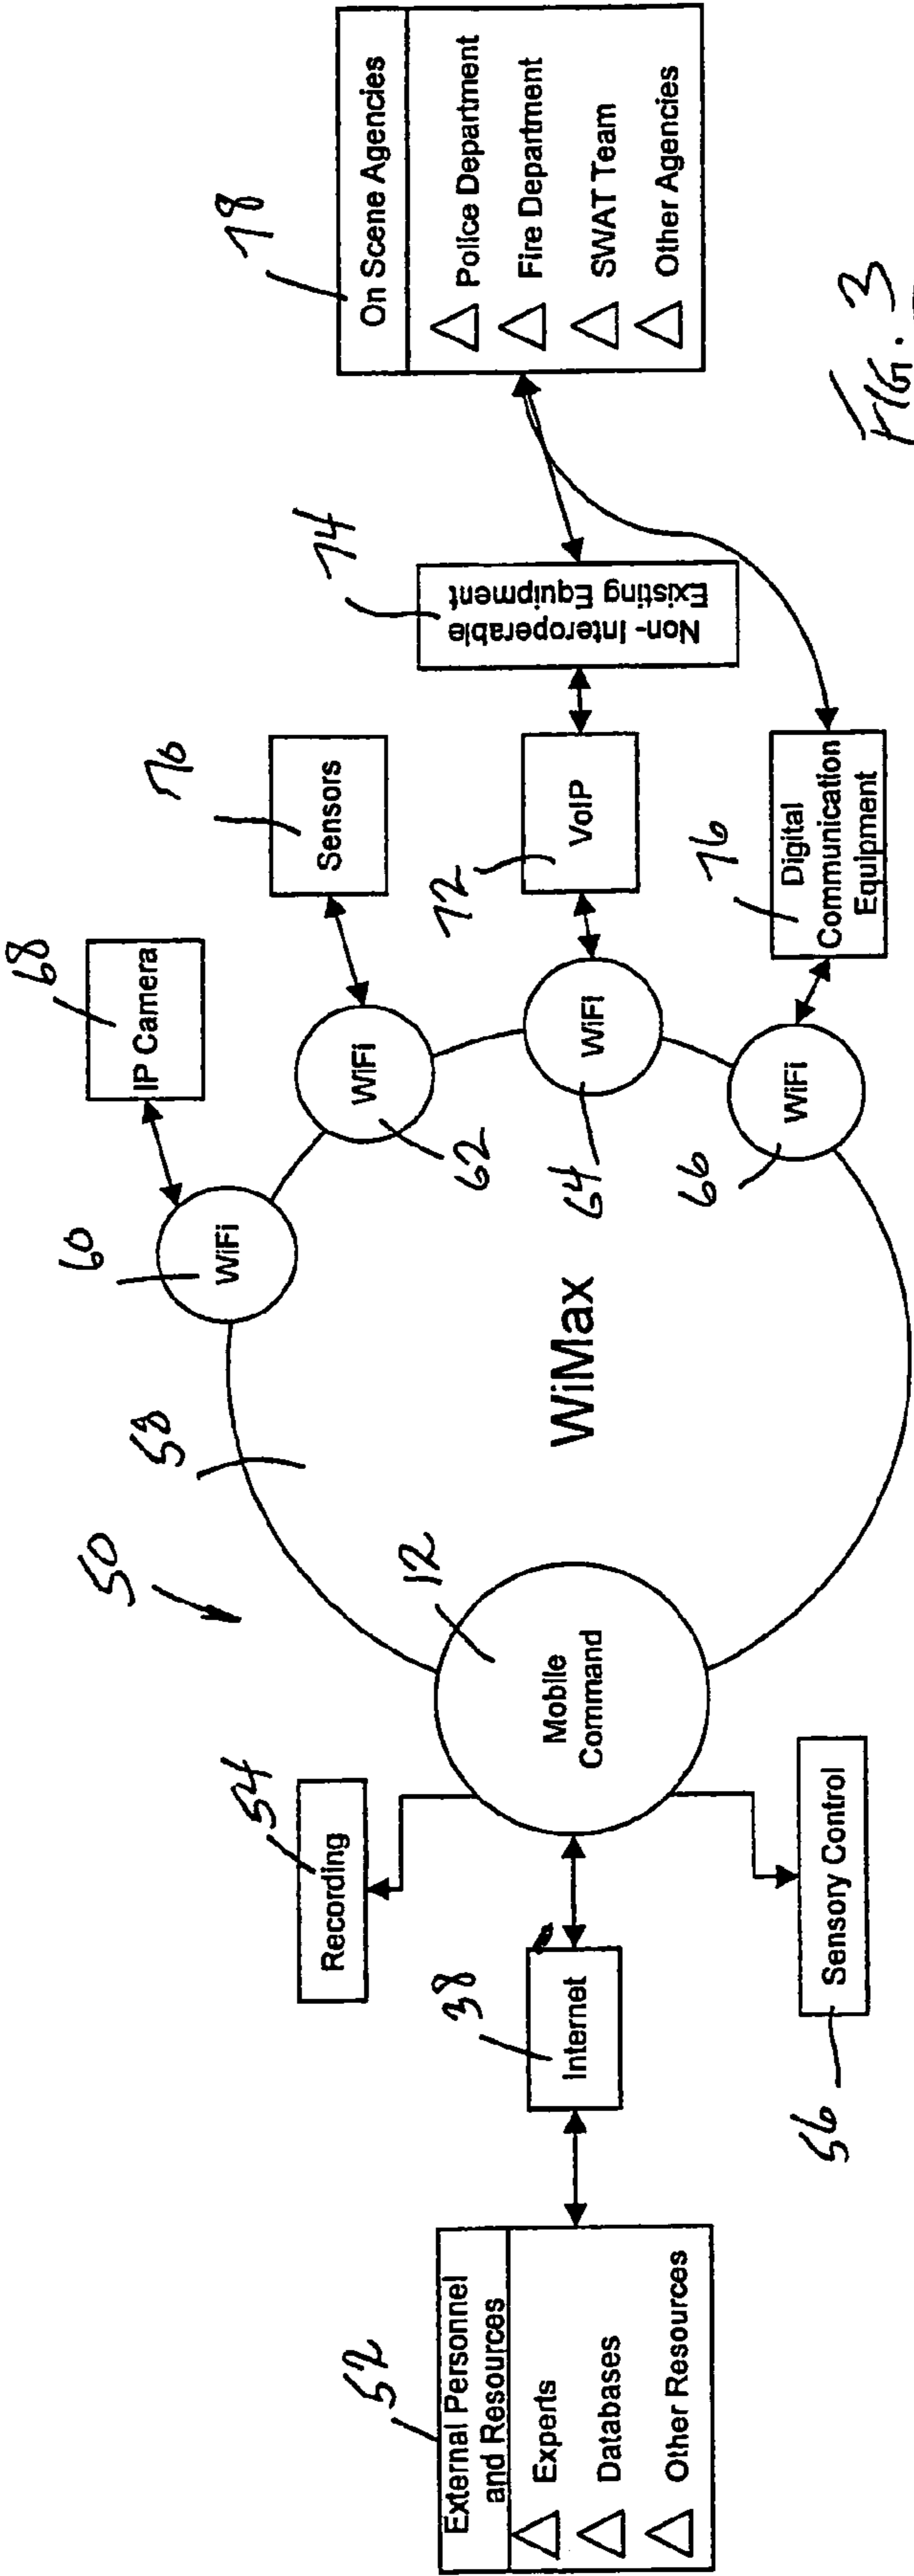 50
52
External Personnel
and Resources
Experts
Databases
Other Resources
38
Internet
54
Recording
56
Sensory Control
12
Mobile
Command
58
WiMax
60
WiFi
62
WiFi
64
WiFi
66
WiFi
68
IP Camera
70
Sensors
72
VoIP
74
Non-Interoperable
Existing Equipment
76
Digital
Communication
Equipment
78
On Scene Agencies
Police Department
Fire Department
SWAT Team
Other Agencies
FIG. 3